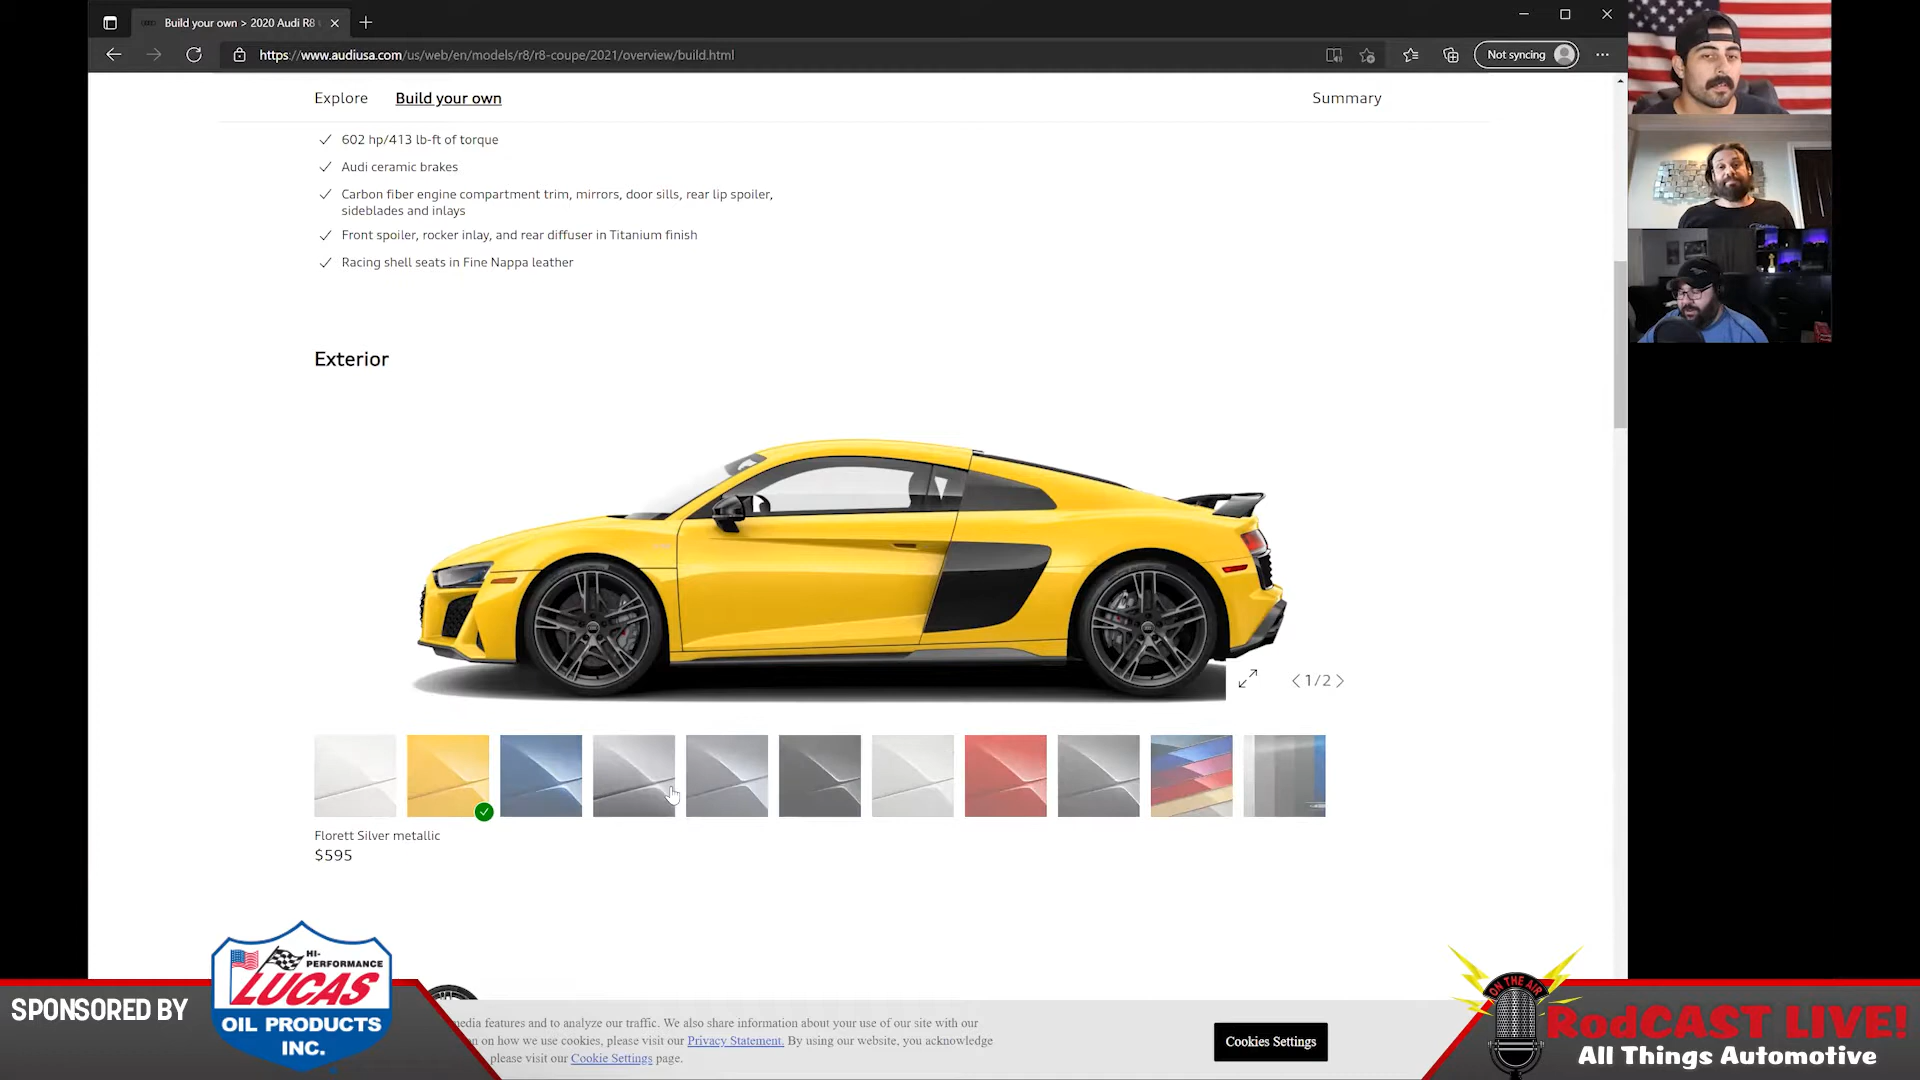 Build your own > 2020 Audi R8
https://www.audiusa.com/us/web/en/models/r8/r8-coupe/2021/overview/build.html
Not syncing
Explore
Build your own
Summary
602 hp/413 lb-ft of torque
Audi ceramic brakes
Carbon fiber engine compartment trim, mirrors, door sills, rear lip spoiler,
sideblades and inlays
Front spoiler, rocker inlay, and rear diffuser in Titanium finish
Racing shell seats in Fine Nappa leather
Exterior
1/2
Florett Silver metallic
$595
SPONSORED BY
HI-
PERFORMANCE
LUCAS
OIL PRODUCTS
INC.
media features and to analyze our traffic. We also share information about your use of our site with our
on how we use cookies, please visit our Privacy Statement. By using our website, you acknowledge
please visit our Cookie Settings page.
Cookies Settings
ON THE AIR
RodCAST LIVE!
All Things Automotive